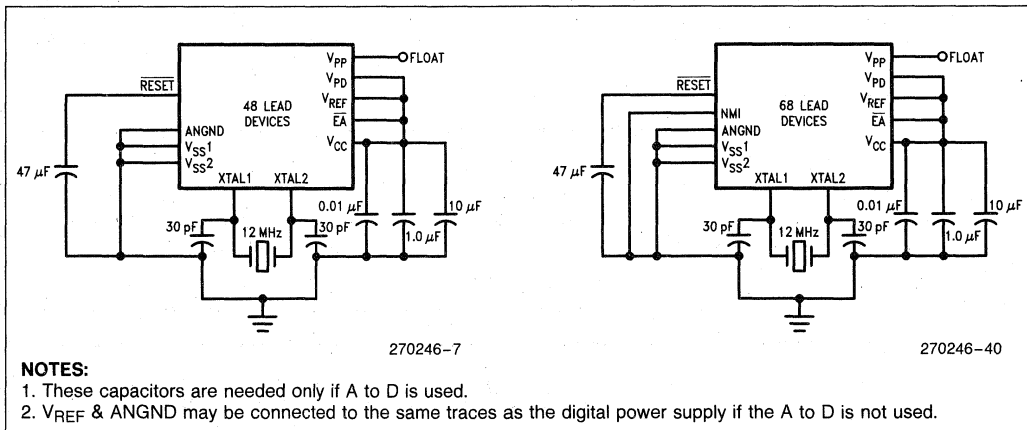 V_PP FLOAT
V_PD
RESET
V_REF
48 LEAD
DEVICES
EA
ANGND
V_SS1
V_CC
V_SS2
47 μF
XTAL1 XTAL2
0.01 μF
10 μF
30 pF
12 MHz
30 pF
1.0 μF
270246-7
V_PP FLOAT
V_PD
RESET
V_REF
NMI
68 LEAD
DEVICES
EA
ANGND
V_SS1
V_CC
V_SS2
47 μF
XTAL1 XTAL2
0.01 μF
10 μF
30 pF
12 MHz
30 pF
1.0 μF
270246-40
NOTES:
1. These capacitors are needed only if A to D is used.
2. V_REF & ANGND may be connected to the same traces as the digital power supply if the A to D is not used.